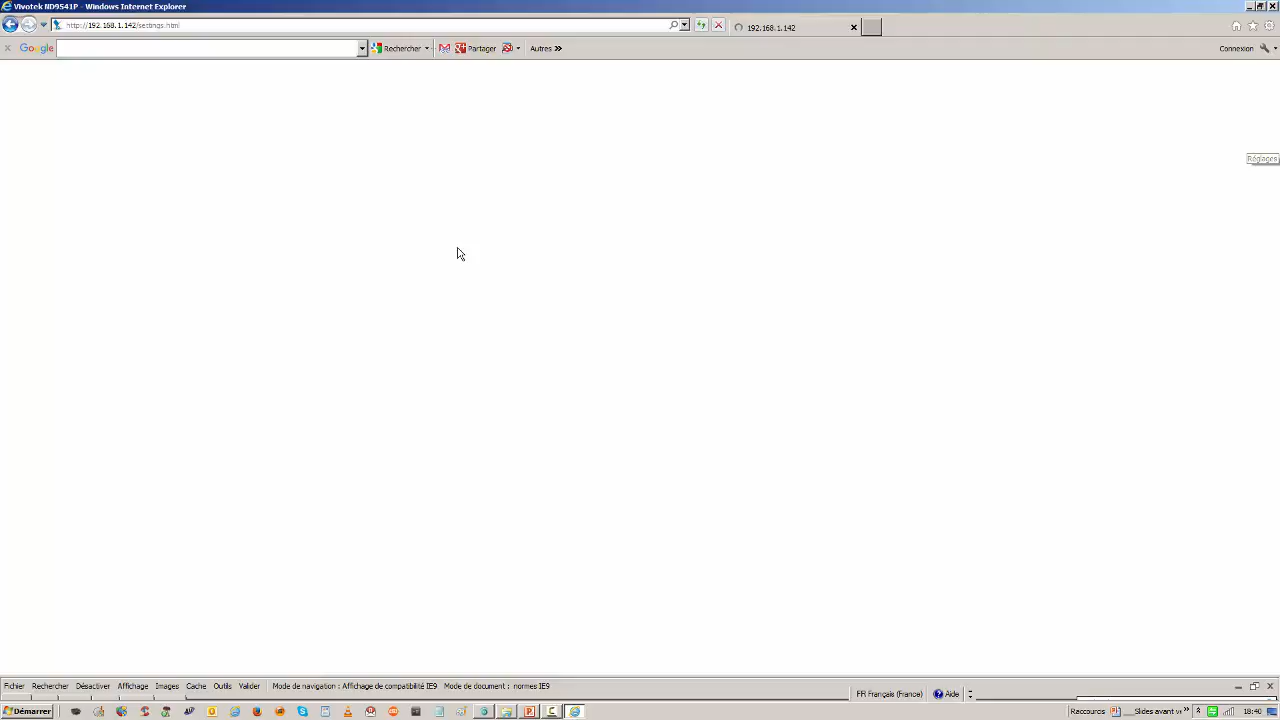 Vivotek ND9541P - Windows Internet Explorer
http://192.168.1.142/settings.html
192.168.1.142
Google
Rechercher
Partager
Autres »
Connexion
Réglages
Fichier Rechercher Désactiver Affichage Images Cache Outils Valider Mode de navigation : Affichage de compatibilité IE9 Mode de document : normes IE9
FR Français (France) Aide
Démarrer
Raccourcis
__Slides avant ve
18:40